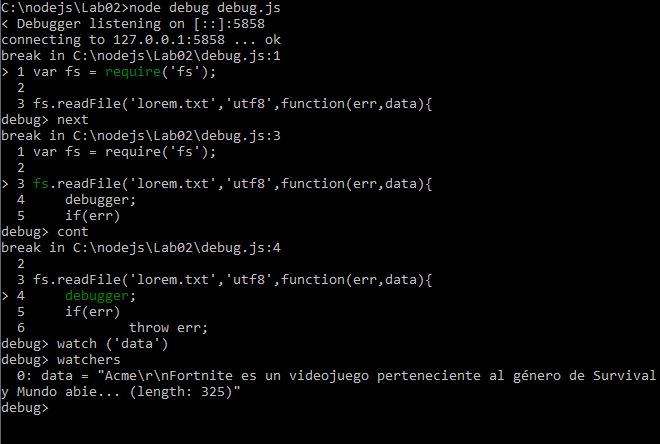 C:\nodejs\Lab02>node debug debug.js
< Debugger listening on [::]:5858
connecting to 127.0.0.1:5858 ... ok
break in C:\nodejs\Lab02\debug.js:1
> 1 var fs = require('fs');
  2
  3 fs.readFile('lorem.txt','utf8',function(err,data){
debug> next
break in C:\nodejs\Lab02\debug.js:3
  1 var fs = require('fs');
  2
> 3 fs.readFile('lorem.txt','utf8',function(err,data){
  4     debugger;
  5     if(err)
debug> cont
break in C:\nodejs\Lab02\debug.js:4
  2
  3 fs.readFile('lorem.txt','utf8',function(err,data){
> 4     debugger;
  5     if(err)
  6             throw err;
debug> watch ('data')
debug> watchers
  0: data = "Acme\r\nFortnite es un videojuego perteneciente al género de Survival
y Mundo abie... (length: 325)"
debug>